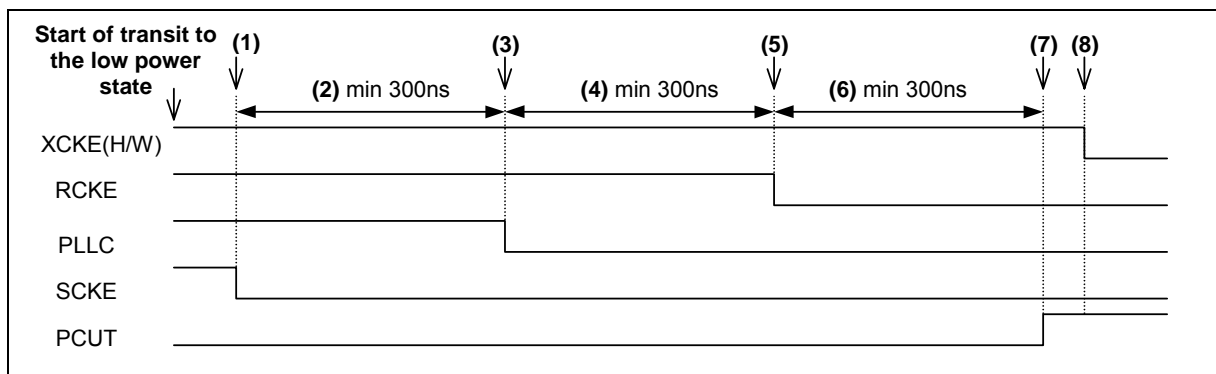 Start of transit to
the low power
state
(1)
(3)
(5)
(7)
(8)
(2) min 300ns
(4) min 300ns
(6) min 300ns
XCKE(H/W)
RCKE
PLLC
SCKE
PCUT